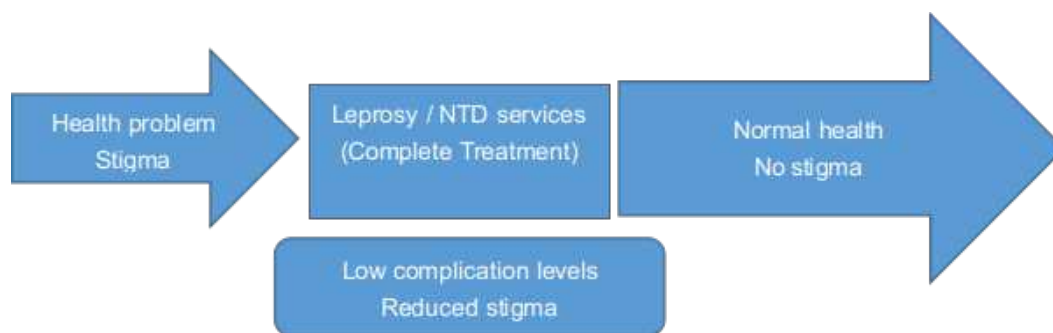 Health problem
Stigma
Leprosy / NTD services
(Complete Treatment)
Normal health
No stigma
Low complication levels
Reduced stigma